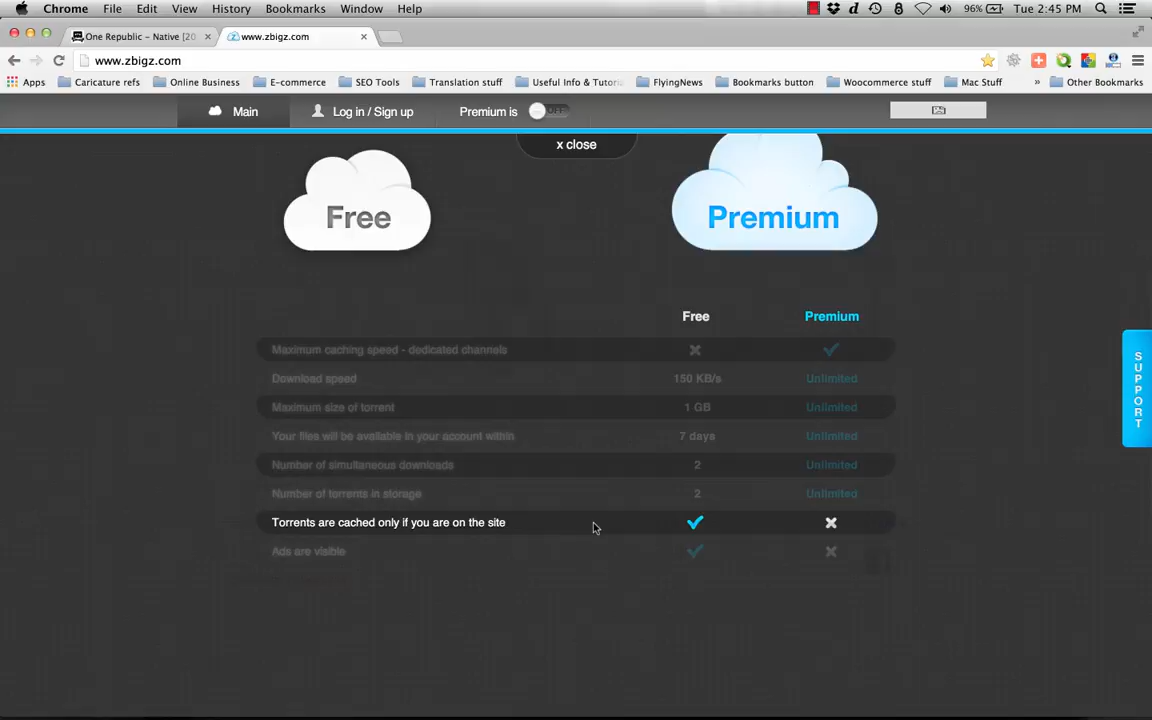 Chrome File Edit View History Bookmarks Window Help 96% Tue 2:45 PM
One Republic - Native [20 www.zbigz.com
www.zbigz.com
Apps Caricature refs Online Business E-commerce SEO Tools Translation stuff Useful Info & Tutoria FlyingNews Bookmarks button Woocommerce stuff Mac Stuff » Other Bookmarks
Main Log in / Sign up Premium is OFF
x close
Free Premium
Free Premium
Maximum caching speed - dedicated channels
Download speed 150 KB/s Unlimited
Maximum size of torrent 1 GB Unlimited
Your files will be available in your account within 7 days Unlimited
Number of simultaneous downloads 2 Unlimited
Number of torrents in storage 2 Unlimited
Torrents are cached only if you are on the site
Ads are visible
SUPPORT